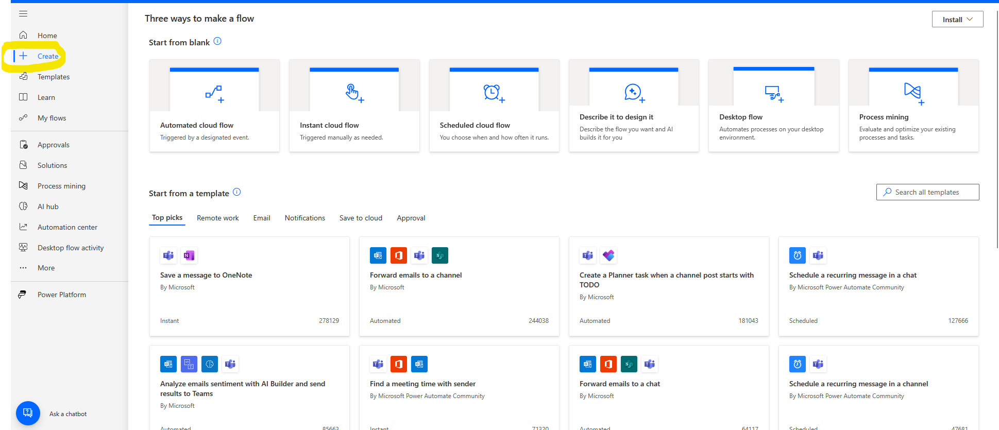 Home
Create
Templates
Learn
My flows
Approvals
Solutions
Process mining
AI hub
Automation center
Desktop flow activity
More
Power Platform
Ask a chatbot
Three ways to make a flow
Install
Start from blank
Automated cloud flow
Triggered by a designated event.
Instant cloud flow
Triggered manually as needed.
Scheduled cloud flow
You choose when and how often it runs.
Describe it to design it
Describe the flow you want and AI
builds it for you
Desktop flow
Automates processes on your desktop
environment.
Process mining
Evaluate and optimize your existing
processes and tasks.
Start from a template
Search all templates
Top picks
Remote work
Email
Notifications
Save to cloud
Approval
Save a message to OneNote
By Microsoft
Instant
278129
Forward emails to a channel
By Microsoft
Automated
244038
Create a Planner task when a channel post starts with
TODO
By Microsoft
Automated
181043
Schedule a recurring message in a chat
By Microsoft Power Automate Community
Scheduled
127666
Analyze emails sentiment with AI Builder and send
results to Teams
By Microsoft
Automated
85663
Find a meeting time with sender
By Microsoft Power Automate Community
Instant
71320
Forward emails to a chat
By Microsoft
Automated
64117
Schedule a recurring message in a channel
By Microsoft Power Automate Community
Scheduled
47681